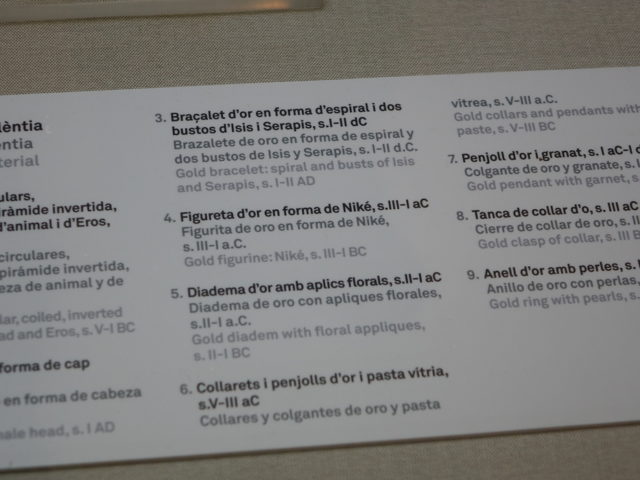 lèntia
entia
terial
ulars,
piràmide invertida,
d'animal i d'Eros,
circulares,
pirámide invertida,
eza de animal y de
lar, coiled, inverted
ad and Eros, s. V-I BC
forma de cap
en forma de cabeza
male head, s. I AD
3. Braçalet d'or en forma d'espiral i dos
bustos d'Isis i Serapis, s.I-II dC
Brazalete de oro en forma de espiral y
dos bustos de Isis y Serapis, s. I-II d.C.
Gold bracelet: spiral and busts of Isis
and Serapis, s. I-II AD
4. Figureta d'or en forma de Niké, s.III-I aC
Figurita de oro en forma de Niké,
s. III-I a.C.
Gold figurine: Niké, s. III-I BC
5. Diadema d'or amb aplics florals, s.II-I aC
Diadema de oro con apliques florales,
s.II-I a.C.
Gold diadem with floral appliques,
s. II-I BC
6. Collarets i penjolls d'or i pasta vítria,
s.V-III aC
Collares y colgantes de oro y pasta
vítrea, s. V-III a.C.
Gold collars and pendants with
paste, s. V-III BC
7. Penjoll d'or i,granat, s. I aC-I d
Colgante de oro y granate, s. I
Gold pendant with garnet, s.
8. Tanca de collar d'o, s. III aC
Cierre de collar de oro, s. III
Gold clasp of collar, s. III B
9. Anell d'or amb perles, s. I
Anillo de oro con perlas,
Gold ring with pearls, s.